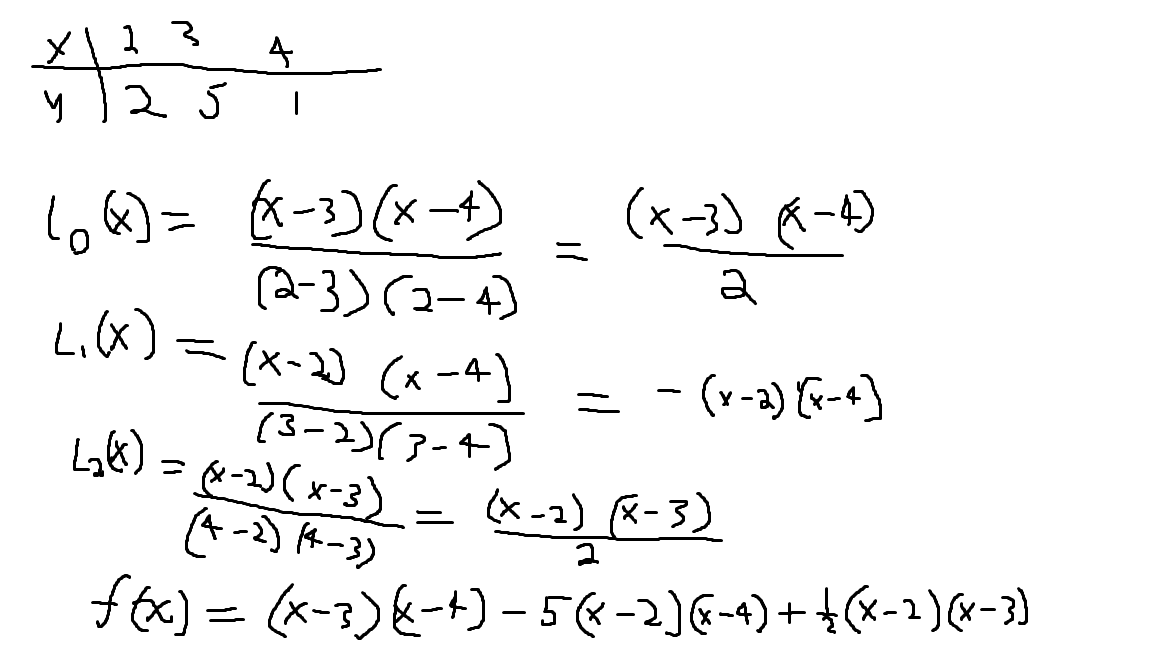 x | 2 3 4
y | 2 5 1
l₀(x) = (x-3)(x-4) / (2-3)(2-4) = (x-3)(x-4) / 2
L₁(x) = (x-2)(x-4) / (3-2)(3-4) = -(x-2)(x-4)
L₂(x) = (x-2)(x-3) / (4-2)(4-3) = (x-2)(x-3) / 2
f(x) = (x-3)(x-4) - 5(x-2)(x-4) + ½(x-2)(x-3)